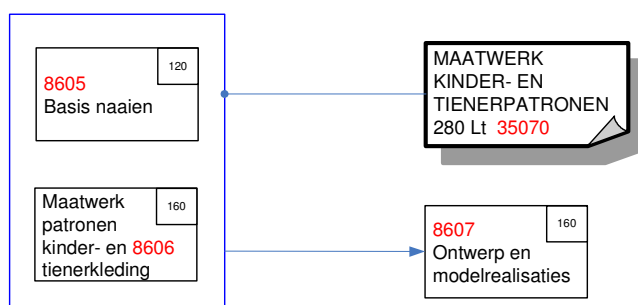 120
8605
Basis naaien
MAATWERK
KINDER- EN
TIENERPATRONEN
280 Lt 35070
Maatwerk
160
patronen
kinder- en 8606
tienerkleding
160
8607
Ontwerp en
modelrealisaties